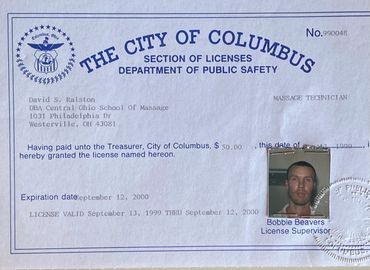 THE CITY OF COLUMBUS
No. 990048
SECTION OF LICENSES
DEPARTMENT OF PUBLIC SAFETY
David S. Ralston
DBA Central Ohio School of Massage
1031 Philadelphia Dr
Westerville, OH 43081
MASSAGE TECHNICIAN
Having paid unto the Treasurer, City of Columbus, $ 50.00 , this date of 1999 is
hereby granted the license named hereon.
Expiration date September 12, 2000
LICENSE VALID September 13, 1999 THRU September 12, 2000
Bobbie Beavers
License Supervisor